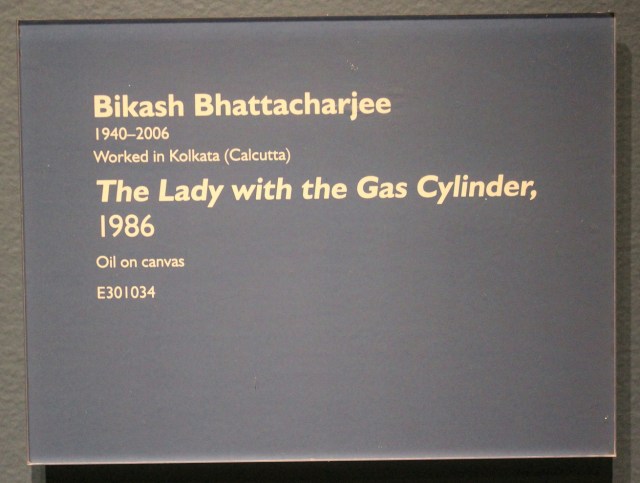 Bikash Bhattacharjee
1940–2006
Worked in Kolkata (Calcutta)
The Lady with the Gas Cylinder,
1986
Oil on canvas
E301034